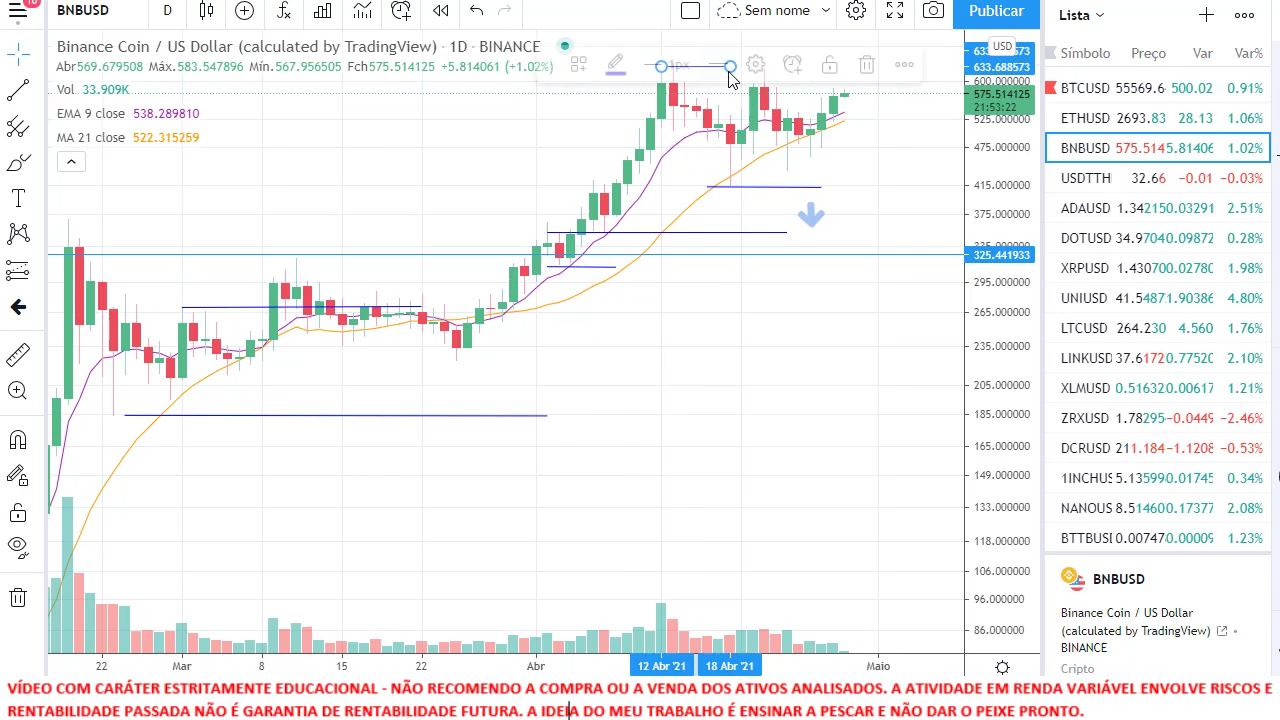 10
BNBUSD
D
Sem nome
Publicar
Lista
Binance Coin / US Dollar (calculated by TradingView) · 1D · BINANCE
Abr569.679508 Máx.583.547896 Mín.567.956505 Fch575.514125 +5.814061 (+1.02%)
Vol 33.909K
EMA 9 close 538.289810
MA 21 close 522.315259
1px
USD
633.688573
600.000000
575.514125
21:53:22
525.000000
475.000000
415.000000
375.000000
325.441933
295.000000
265.000000
235.000000
205.000000
185.000000
165.000000
149.000000
133.000000
118.000000
106.000000
96.000000
86.000000
22 Mar 8 15 22 Abr 12 Abr '21 18 Abr '21 Maio
Símbolo Preço Var Var%
BTCUSD 55569.6 500.02 0.91%
ETHUSD 2693.83 28.13 1.06%
BNBUSD 575.5145.81406 1.02%
USDTTH 32.66 −0.01 −0.03%
ADAUSD 1.342150.03291 2.51%
DOTUSD 34.97040.09872 0.28%
XRPUSD 1.430700.02780 1.98%
UNIUSD 41.54871.90386 4.80%
LTCUSD 264.230 4.560 1.76%
LINKUSD 37.61720.77520 2.10%
XLMUSD 0.516320.00617 1.21%
ZRXUSD 1.78295−0.0449 −2.46%
DCRUSD 211.184−1.1208 −0.53%
1INCHUS 5.135990.01745 0.34%
NANOUS 8.514600.17377 2.08%
BTTBUSI 0.007470.00009 1.23%
BNBUSD
Binance Coin / US Dollar
(calculated by TradingView) •
BINANCE
Cripto
VÍDEO COM CARÁTER ESTRITAMENTE EDUCACIONAL - NÃO RECOMENDO A COMPRA OU A VENDA DOS ATIVOS ANALISADOS. A ATIVIDADE EM RENDA VARIÁVEL ENVOLVE RISCOS E
RENTABILIDADE PASSADA NÃO É GARANTIA DE RENTABILIDADE FUTURA. A IDEIA DO MEU TRABALHO É ENSINAR A PESCAR E NÃO DAR O PEIXE PRONTO.